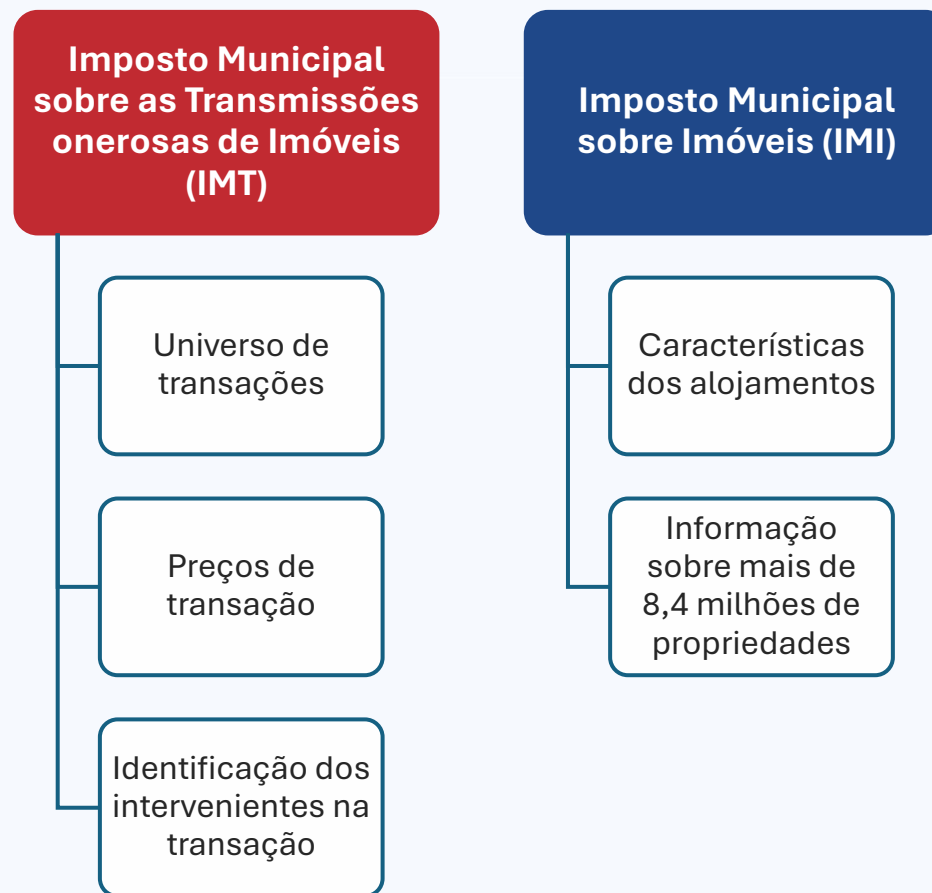 Imposto Municipal
sobre as Transmissões
onerosas de Imóveis
(IMT)
Universo de
transações
Preços de
transação
Identificação dos
intervenientes na
transação
Imposto Municipal
sobre Imóveis (IMI)
Características
dos alojamentos
Informação
sobre mais de
8,4 milhões de
propriedades